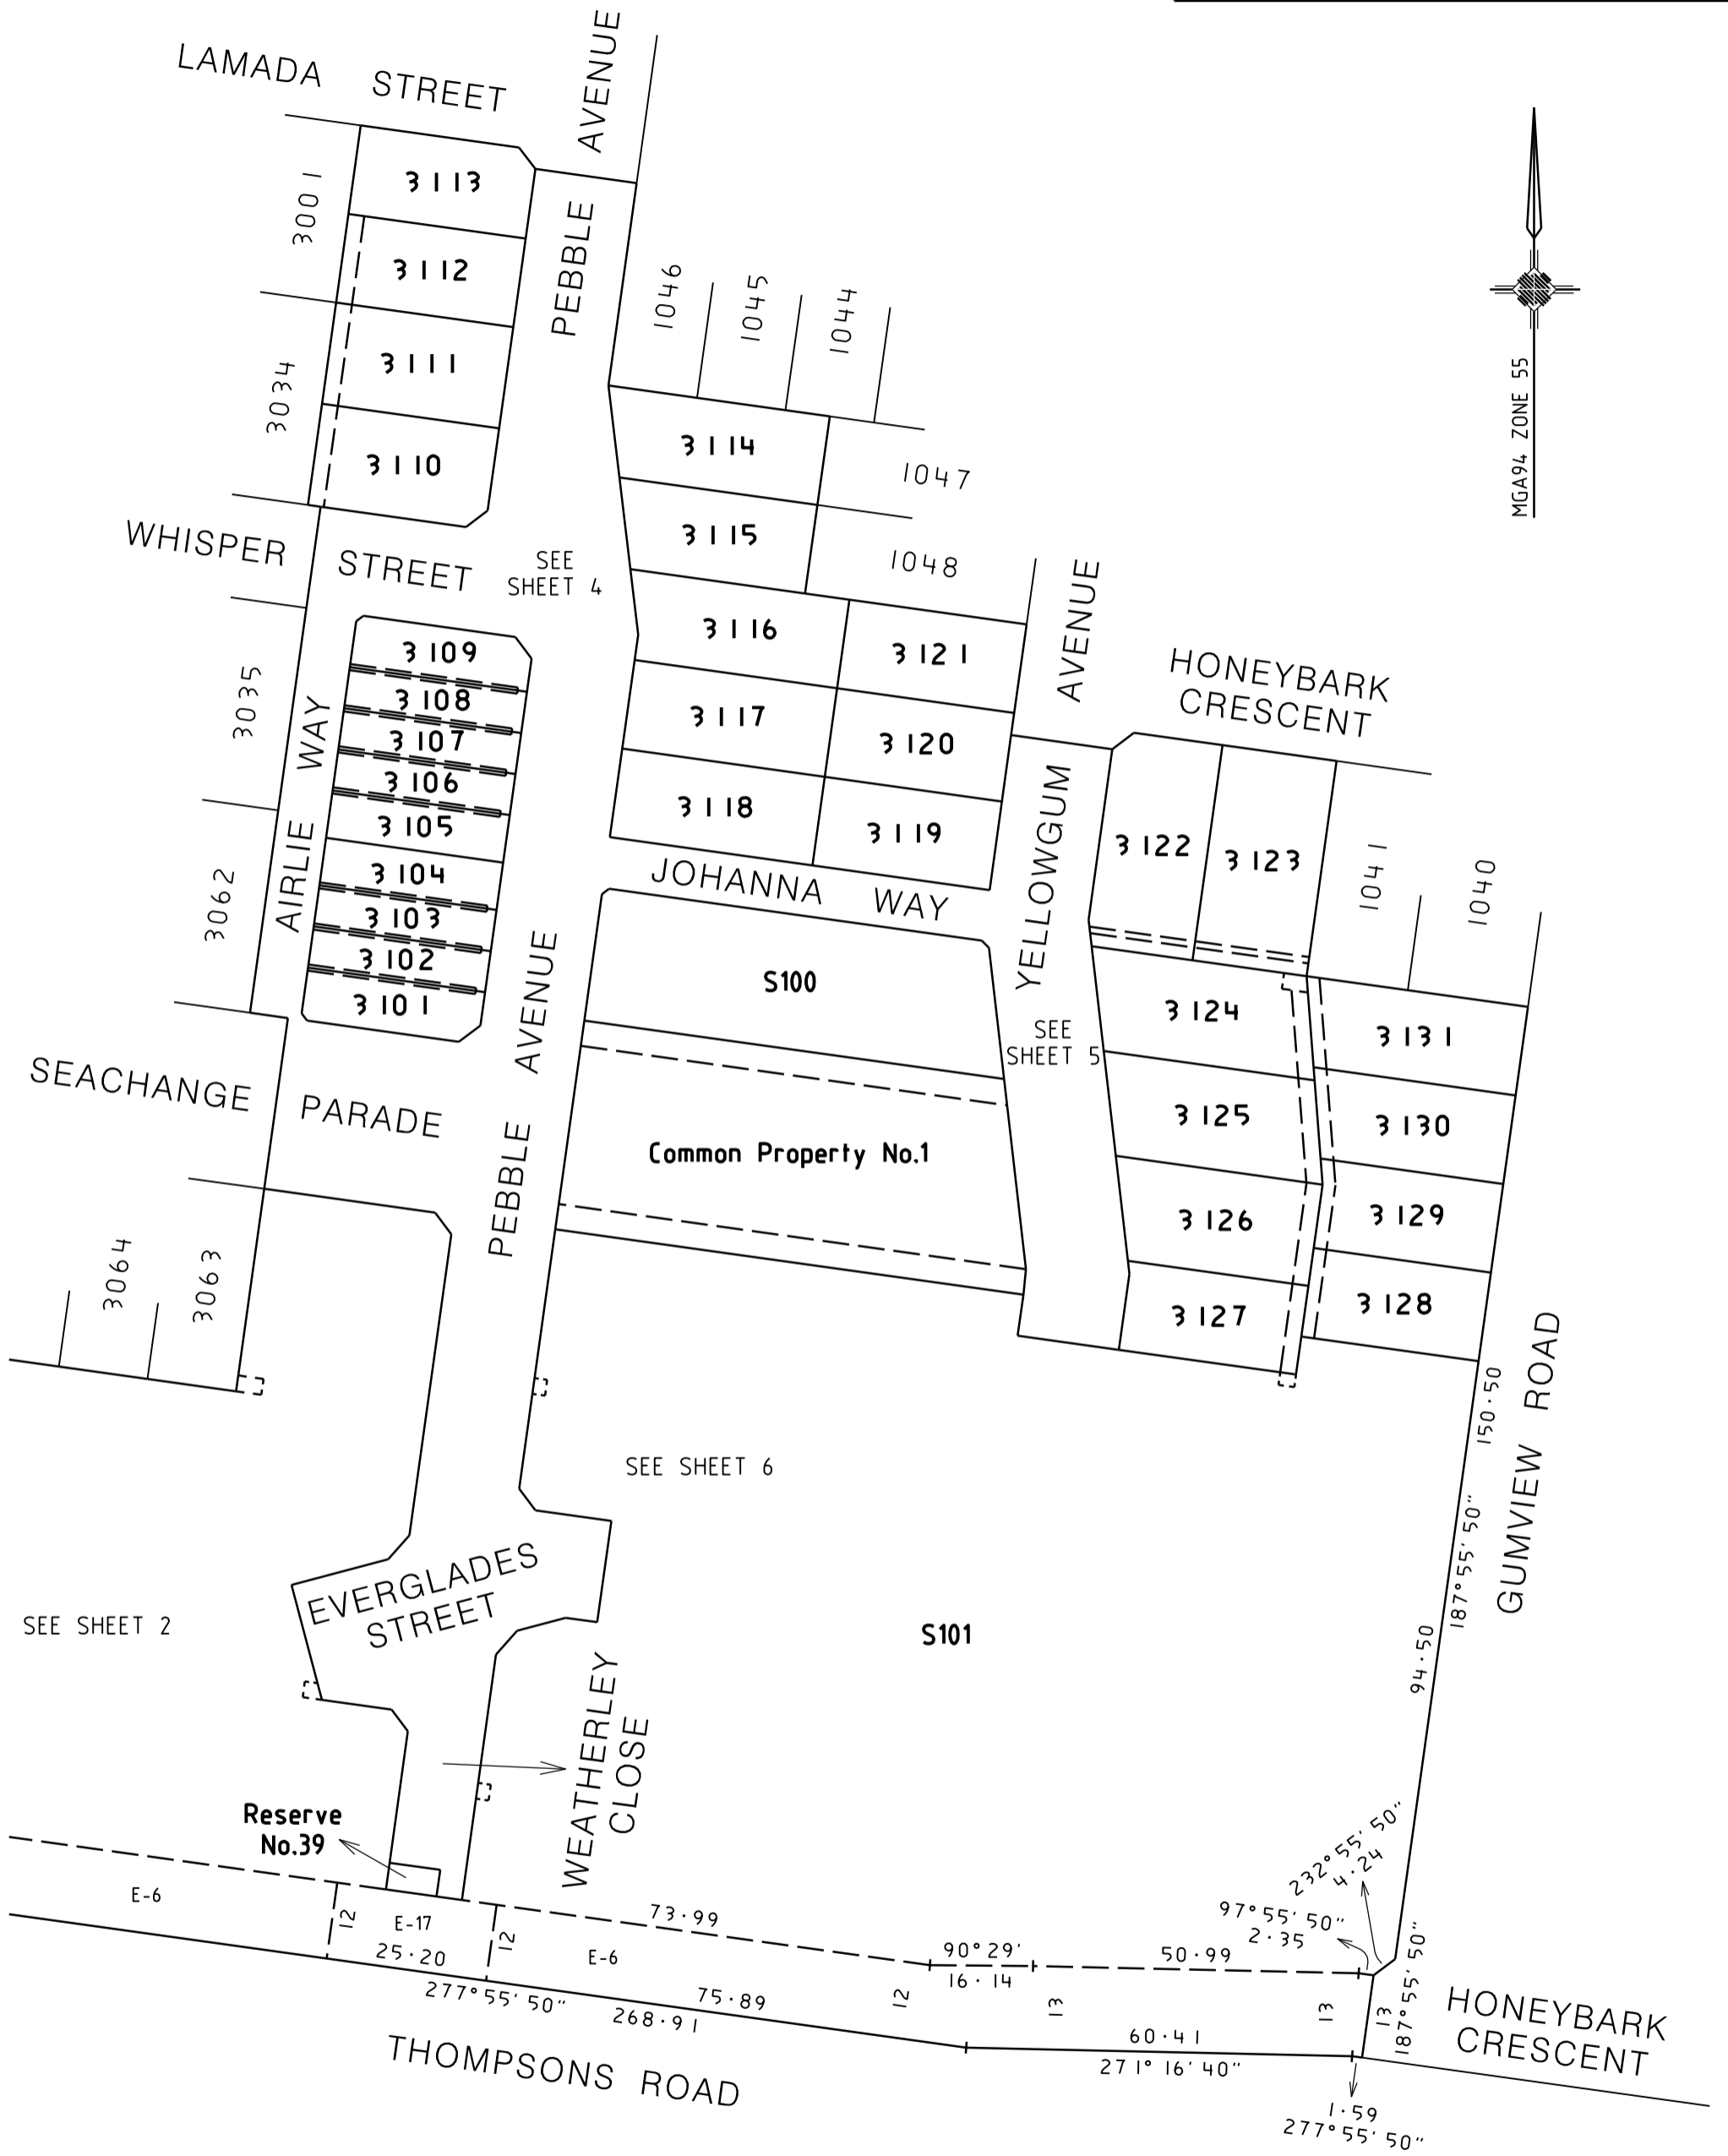 LAMADA STREET
AVENUE
PEBBLE
3001
3113
3112
3111
3110
3034
1046
1045
1044
MGA94 ZONE 55
3114
1047
3115
1048
WHISPER STREET
SEE
SHEET 4
3116
3121
AVENUE
HONEYBARK
CRESCENT
3109
3108
3107
3106
3105
3104
3103
3102
3101
3035
3062
AIRLIE WAY
3117
3120
3118
3119
JOHANNA WAY
YELLOWGUM
3122
3123
1041
1040
S100
SEE
SHEET 5
3124
3131
3125
3130
3126
3129
3127
3128
SEACHANGE PARADE
PEBBLE AVENUE
Common Property No.1
3064
3063
SEE SHEET 6
150·50
187°55'50"
94·50
GUMVIEW ROAD
EVERGLADES
STREET
SEE SHEET 2
S101
WEATHERLEY
CLOSE
Reserve
No.39
E-6
12
E-17
25·20
12
E-6
73·99
90°29'
16·14
50·99
97°55'50"
2·35
232°55'50"
4·24
277°55'50"
268·91
75·89
12
13
13
13
187°55'50"
60·41
271°16'40"
1·59
277°55'50"
THOMPSONS ROAD
HONEYBARK
CRESCENT